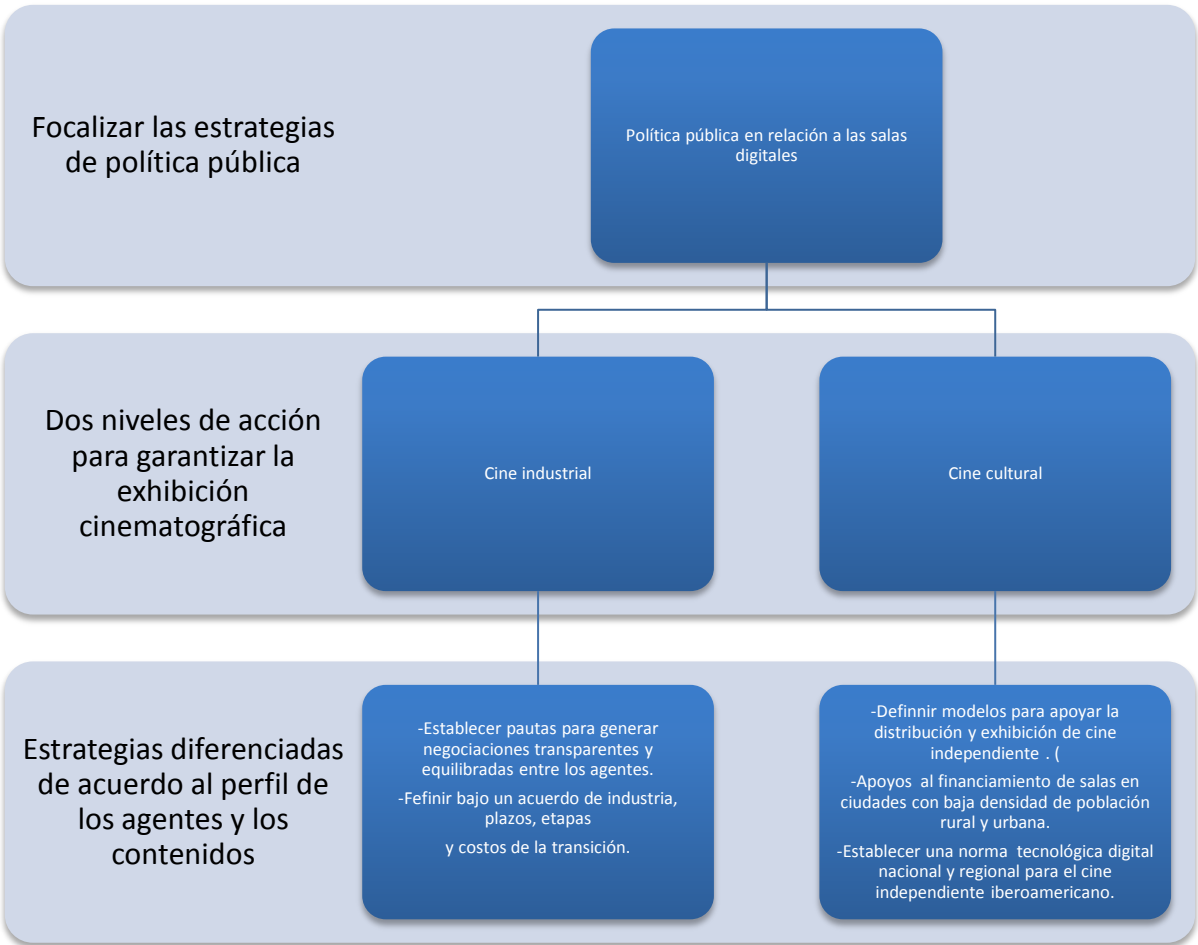 Focalizar las estrategias
de política pública
Política pública en relación a las salas
digitales
Dos niveles de acción
para garantizar la
exhibición
cinematográfica
Cine industrial
Cine cultural
Estrategias diferenciadas
de acuerdo al perfil de
los agentes y los
contenidos
-Establecer pautas para generar
negociaciones transparentes y
equilibradas entre los agentes.
-Fefinir bajo un acuerdo de industria,
plazos, etapas
y costos de la transición.
-Definnir modelos para apoyar la
distribución y exhibición de cine
independiente . (
-Apoyos al financiamiento de salas en
ciudades con baja densidad de población
rural y urbana.
-Establecer una norma tecnológica digital
nacional y regional para el cine
independiente iberoamericano.